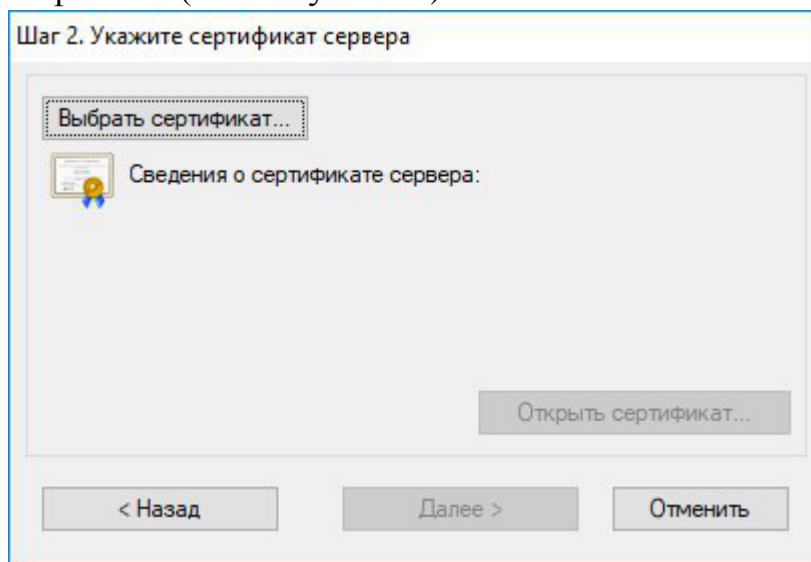 Шаг 2. Укажите сертификат сервера
Выбрать сертификат...
Сведения о сертификате сервера:
Открыть сертификат...
< Назад Далее > Отменить